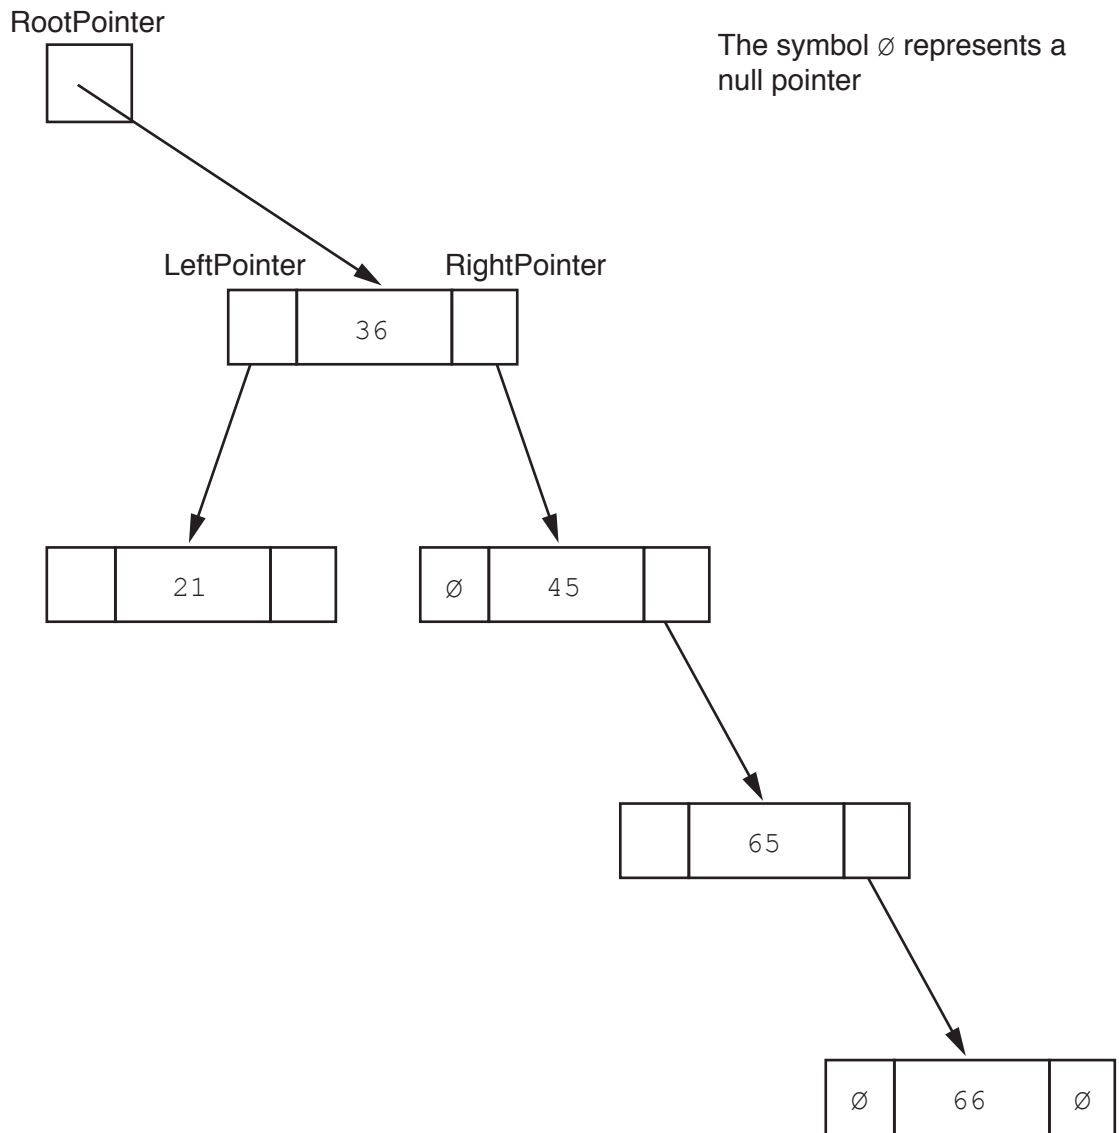 RootPointer
The symbol ∅ represents a
null pointer
LeftPointer RightPointer
36
21
∅ 45
65
∅ 66 ∅